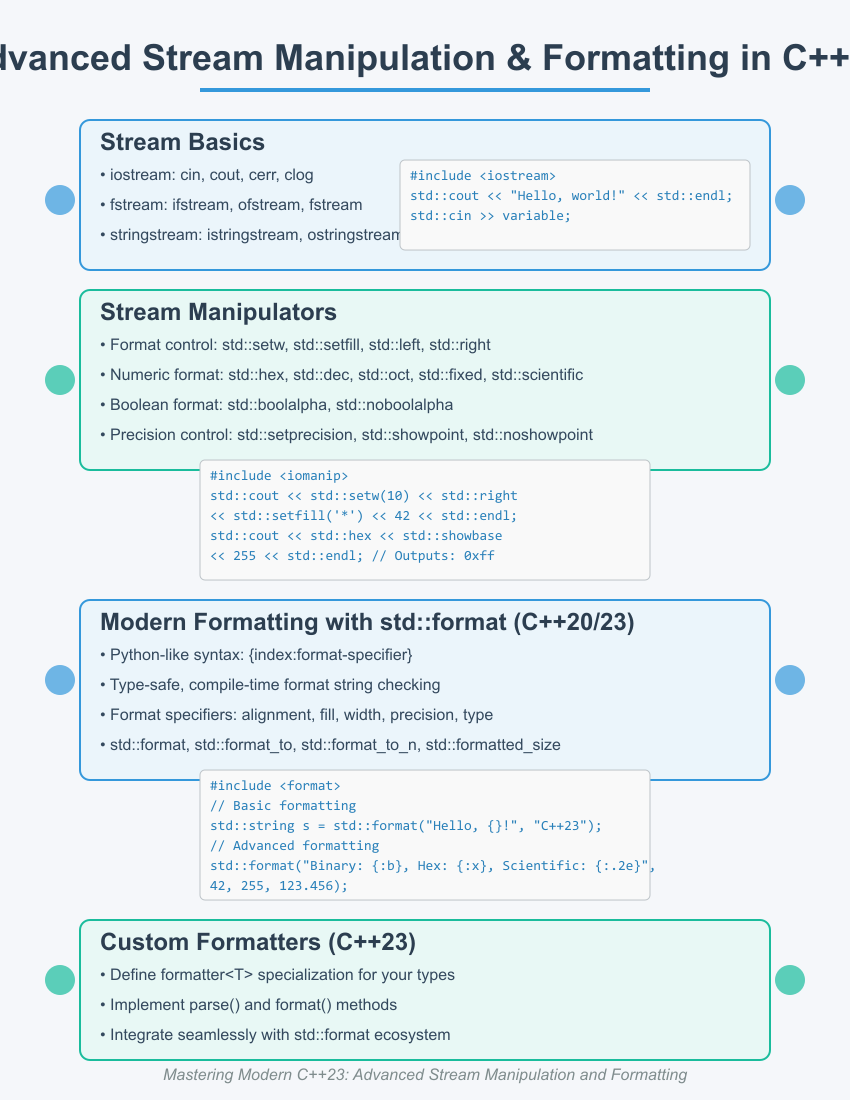 dvanced Stream Manipulation & Formatting in C++
Stream Basics
• iostream: cin, cout, cerr, clog
• fstream: ifstream, ofstream, fstream
• stringstream: istringstream, ostringstream
#include <iostream>
std::cout << "Hello, world!" << std::endl;
std::cin >> variable;
Stream Manipulators
• Format control: std::setw, std::setfill, std::left, std::right
• Numeric format: std::hex, std::dec, std::oct, std::fixed, std::scientific
• Boolean format: std::boolalpha, std::noboolalpha
• Precision control: std::setprecision, std::showpoint, std::noshowpoint
#include <iomanip>
std::cout << std::setw(10) << std::right
<< std::setfill('*') << 42 << std::endl;
std::cout << std::hex << std::showbase
<< 255 << std::endl; // Outputs: 0xff
Modern Formatting with std::format (C++20/23)
• Python-like syntax: {index:format-specifier}
• Type-safe, compile-time format string checking
• Format specifiers: alignment, fill, width, precision, type
• std::format, std::format_to, std::format_to_n, std::formatted_size
#include <format>
// Basic formatting
std::string s = std::format("Hello, {}!", "C++23");
// Advanced formatting
std::format("Binary: {:b}, Hex: {:x}, Scientific: {:.2e}",
42, 255, 123.456);
Custom Formatters (C++23)
• Define formatter<T> specialization for your types
• Implement parse() and format() methods
• Integrate seamlessly with std::format ecosystem
Mastering Modern C++23: Advanced Stream Manipulation and Formatting